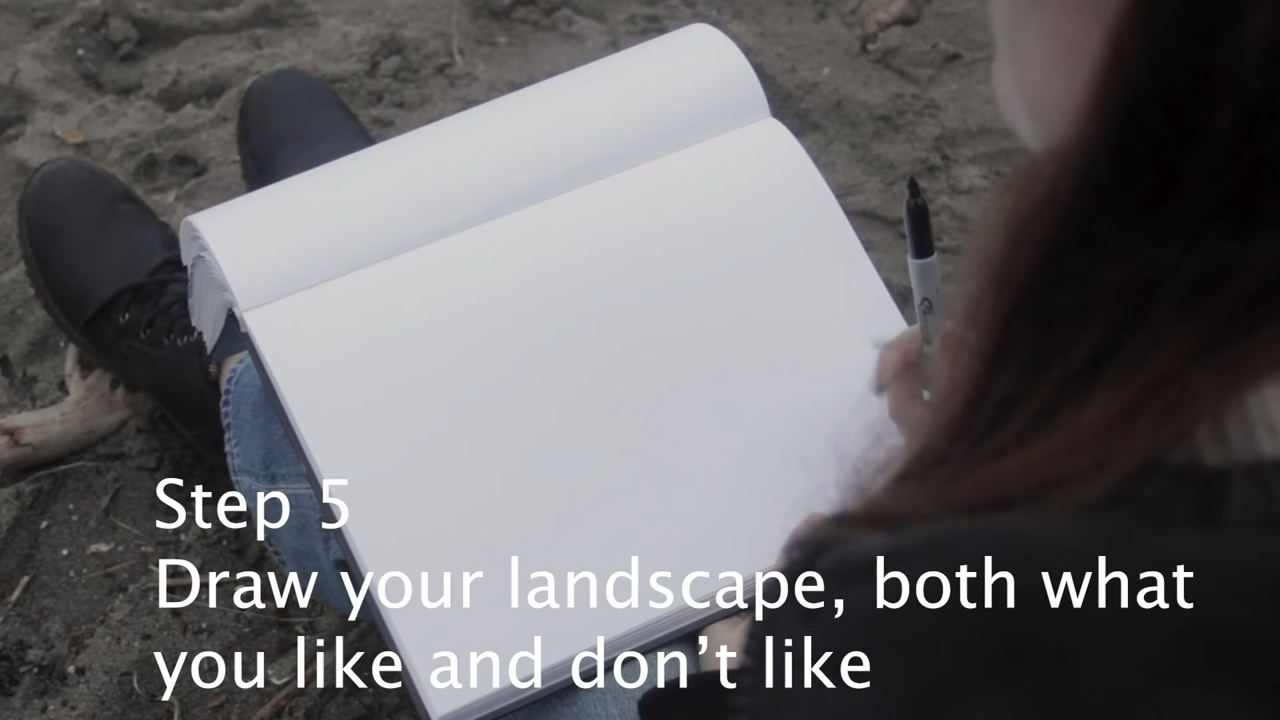 Step 5
Draw your landscape, both what
you like and don’t like